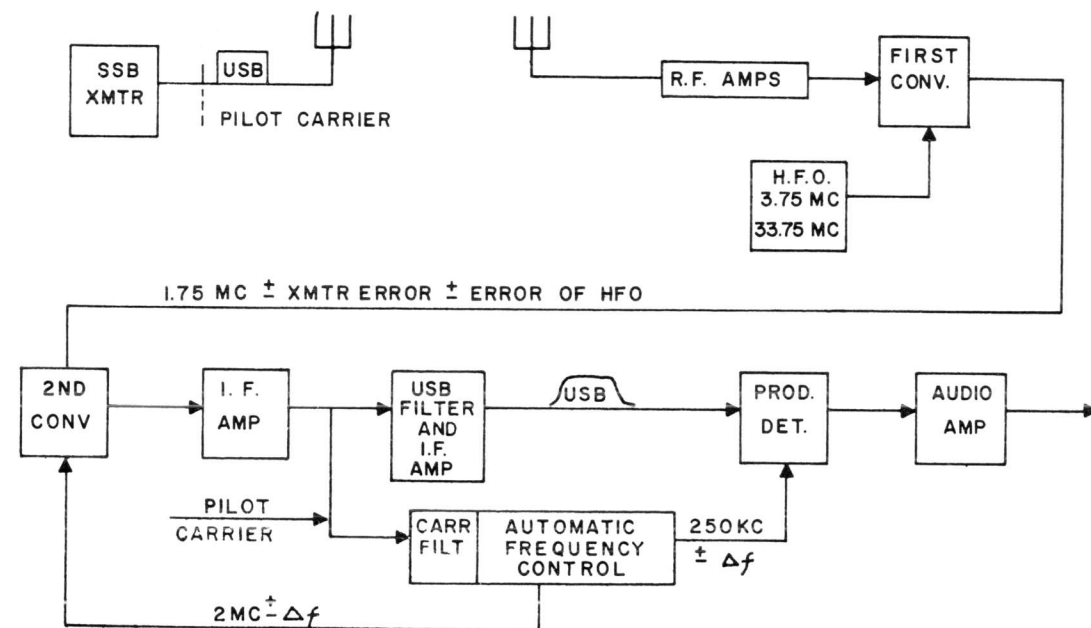 SSB
XMTR
USB
PILOT CARRIER
R.F. AMPS
FIRST
CONV.
H.F.O.
3.75 MC
33.75 MC
1.75 MC ± XMTR ERROR ± ERROR OF HFO
2ND
CONV
I.F.
AMP
USB
FILTER
AND
I.F.
AMP
USB
PROD.
DET.
AUDIO
AMP
PILOT
CARRIER
CARR
FILT
AUTOMATIC
FREQUENCY
CONTROL
250KC
± Δf
2MC ± Δf